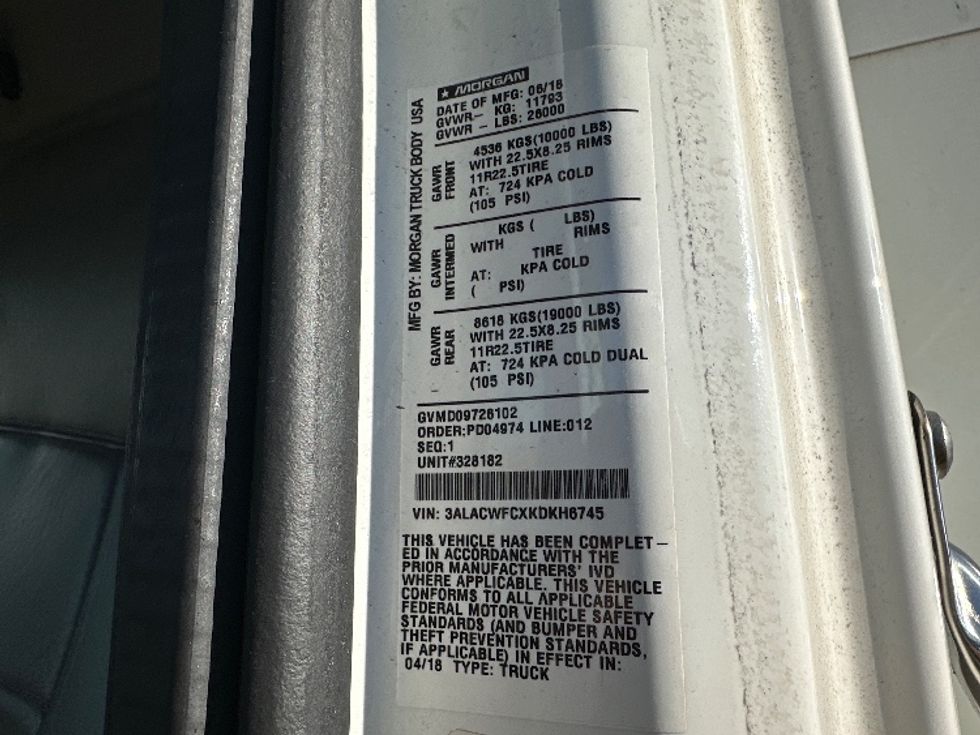 MORGAN
DATE OF MFG: 06/18
GVWR- KG: 11793
GVWR - LBS: 26000
MFG BY: MORGAN TRUCK BODY USA
GAWR FRONT
4536 KGS(10000 LBS)
WITH 22.5X8.25 RIMS
11R22.5TIRE
AT: 724 KPA COLD
(105 PSI)
GAWR INTERMED
KGS ( LBS)
WITH RIMS
TIRE
AT: KPA COLD
( PSI)
GAWR REAR
8618 KGS(19000 LBS)
WITH 22.5X8.25 RIMS
11R22.5TIRE
AT: 724 KPA COLD DUAL
(105 PSI)
GVMD09726102
ORDER:PD04974 LINE:012
SEQ:1
UNIT#328182
VIN: 3ALACWFCXKDKH6745
THIS VEHICLE HAS BEEN COMPLET-
ED IN ACCORDANCE WITH THE
PRIOR MANUFACTURERS' IVD
WHERE APPLICABLE. THIS VEHICLE
CONFORMS TO ALL APPLICABLE
FEDERAL MOTOR VEHICLE SAFETY
STANDARDS (AND BUMPER AND
THEFT PREVENTION STANDARDS,
IF APPLICABLE) IN EFFECT IN:
04/18 TYPE: TRUCK